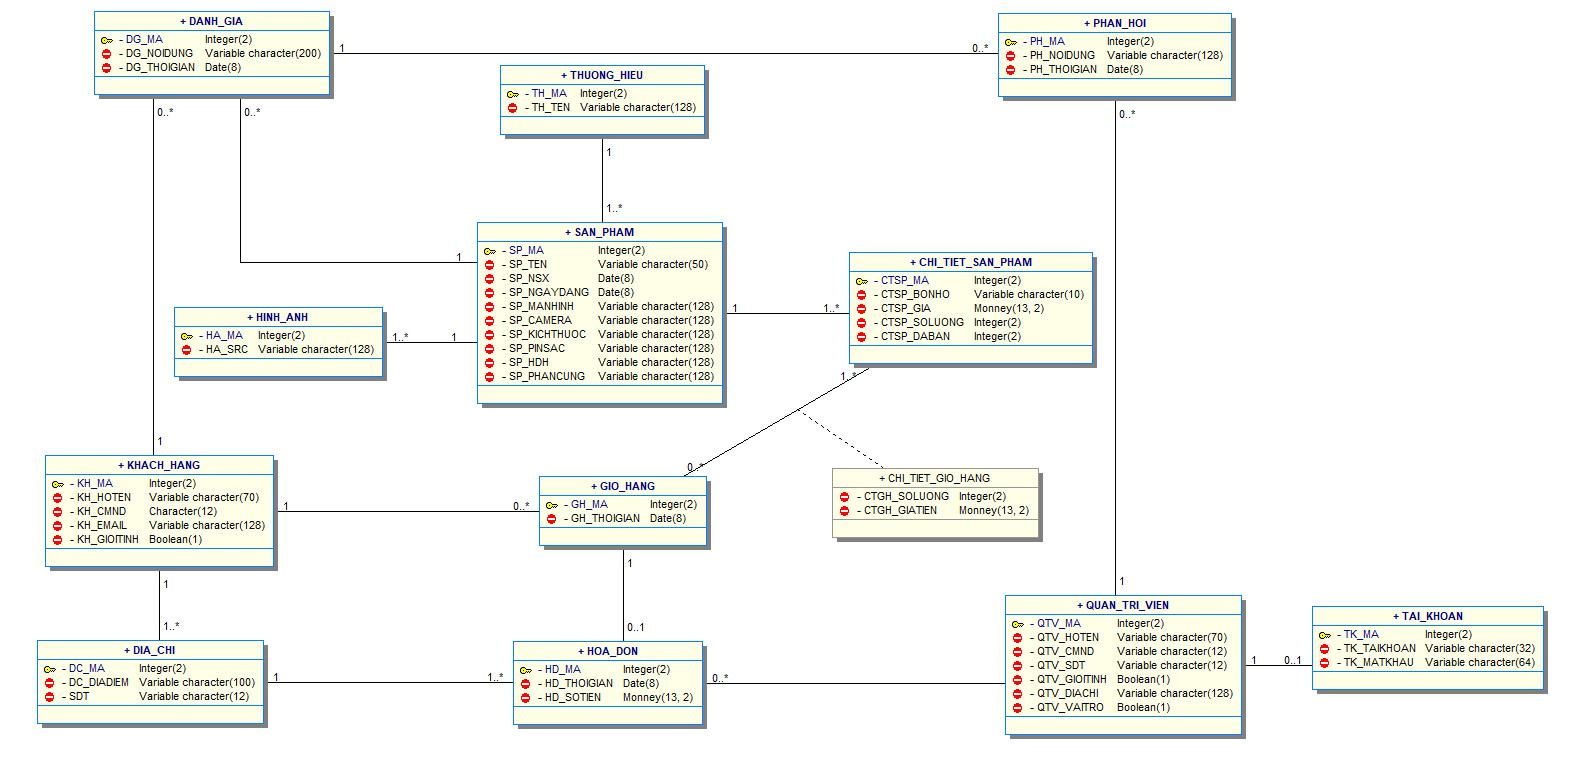 + DANH_GIA
- DG_MA Integer(2)
- DG_NOIDUNG Variable character(200)
- DG_THOIGIAN Date(8)
1
0..*
0..*
0..*
+ PHAN_HOI
- PH_MA Integer(2)
- PH_NOIDUNG Variable character(128)
- PH_THOIGIAN Date(8)
0..*
+ THUONG_HIEU
- TH_MA Integer(2)
- TH_TEN Variable character(128)
1
1..*
+ SAN_PHAM
- SP_MA Integer(2)
- SP_TEN Variable character(50)
- SP_NSX Date(8)
- SP_NGAYDANG Date(8)
- SP_MANHINH Variable character(128)
- SP_CAMERA Variable character(128)
- SP_KICHTHUOC Variable character(128)
- SP_PINSAC Variable character(128)
- SP_HDH Variable character(128)
- SP_PHANCUNG Variable character(128)
1
1
1..*
+ CHI_TIET_SAN_PHAM
- CTSP_MA Integer(2)
- CTSP_BONHO Variable character(10)
- CTSP_GIA Monney(13, 2)
- CTSP_SOLUONG Integer(2)
- CTSP_DABAN Integer(2)
1..*
+ HINH_ANH
- HA_MA Integer(2)
- HA_SRC Variable character(128)
1..*
1
1
+ KHACH_HANG
- KH_MA Integer(2)
- KH_HOTEN Variable character(70)
- KH_CMND Character(12)
- KH_EMAIL Variable character(128)
- KH_GIOITINH Boolean(1)
1
0..*
0..*
+ GIO_HANG
- GH_MA Integer(2)
- GH_THOIGIAN Date(8)
+ CHI_TIET_GIO_HANG
- CTGH_SOLUONG Integer(2)
- CTGH_GIATIEN Monney(13, 2)
1
1..*
1
0..1
1
+ DIA_CHI
- DC_MA Integer(2)
- DC_DIADIEM Variable character(100)
- SDT Variable character(12)
1
1..*
+ HOA_DON
- HD_MA Integer(2)
- HD_THOIGIAN Date(8)
- HD_SOTIEN Monney(13, 2)
0..*
+ QUAN_TRI_VIEN
- QTV_MA Integer(2)
- QTV_HOTEN Variable character(70)
- QTV_CMND Variable character(12)
- QTV_SDT Variable character(12)
- QTV_GIOITINH Boolean(1)
- QTV_DIACHI Variable character(128)
- QTV_VAITRO Boolean(1)
1
0..1
+ TAI_KHOAN
- TK_MA Integer(2)
- TK_TAIKHOAN Variable character(32)
- TK_MATKHAU Variable character(64)